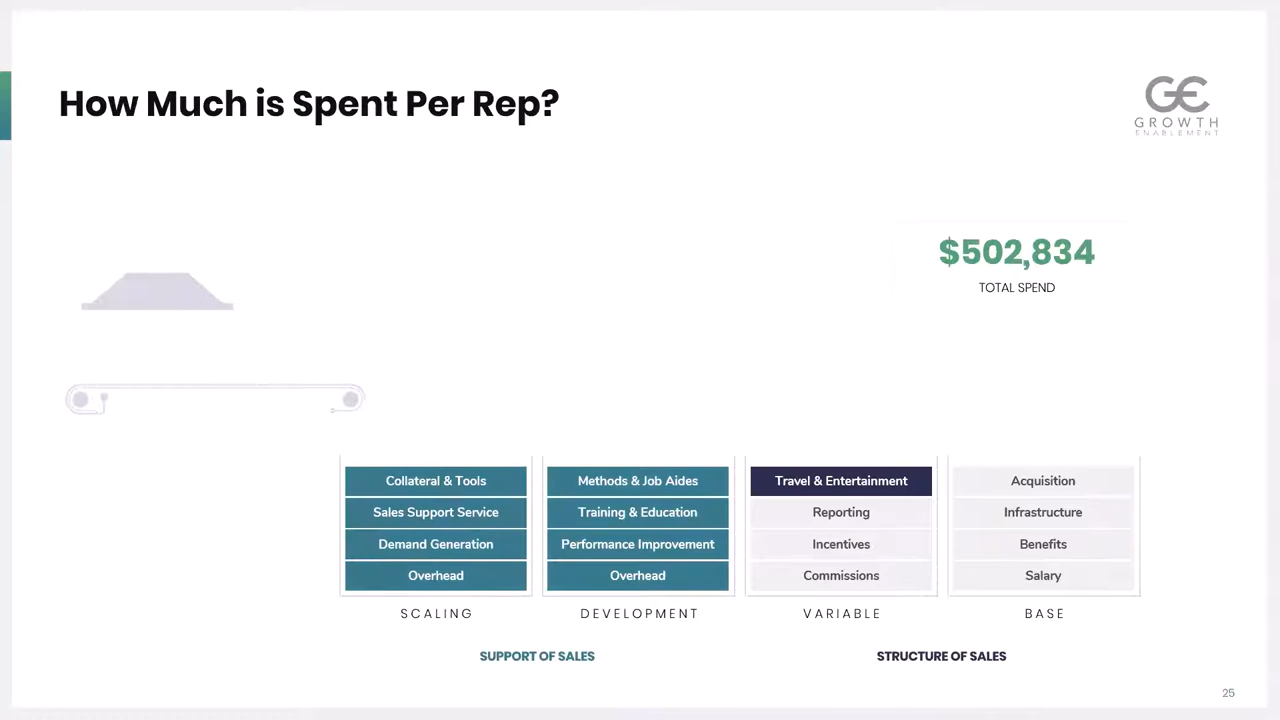 How Much is Spent Per Rep?
GE
GROWTH
ENABLEMENT
$502,834
TOTAL SPEND
Collateral & Tools
Sales Support Service
Demand Generation
Overhead
SCALING
Methods & Job Aides
Training & Education
Performance Improvement
Overhead
DEVELOPMENT
Travel & Entertainment
Reporting
Incentives
Commissions
VARIABLE
Acquisition
Infrastructure
Benefits
Salary
BASE
SUPPORT OF SALES
STRUCTURE OF SALES
25